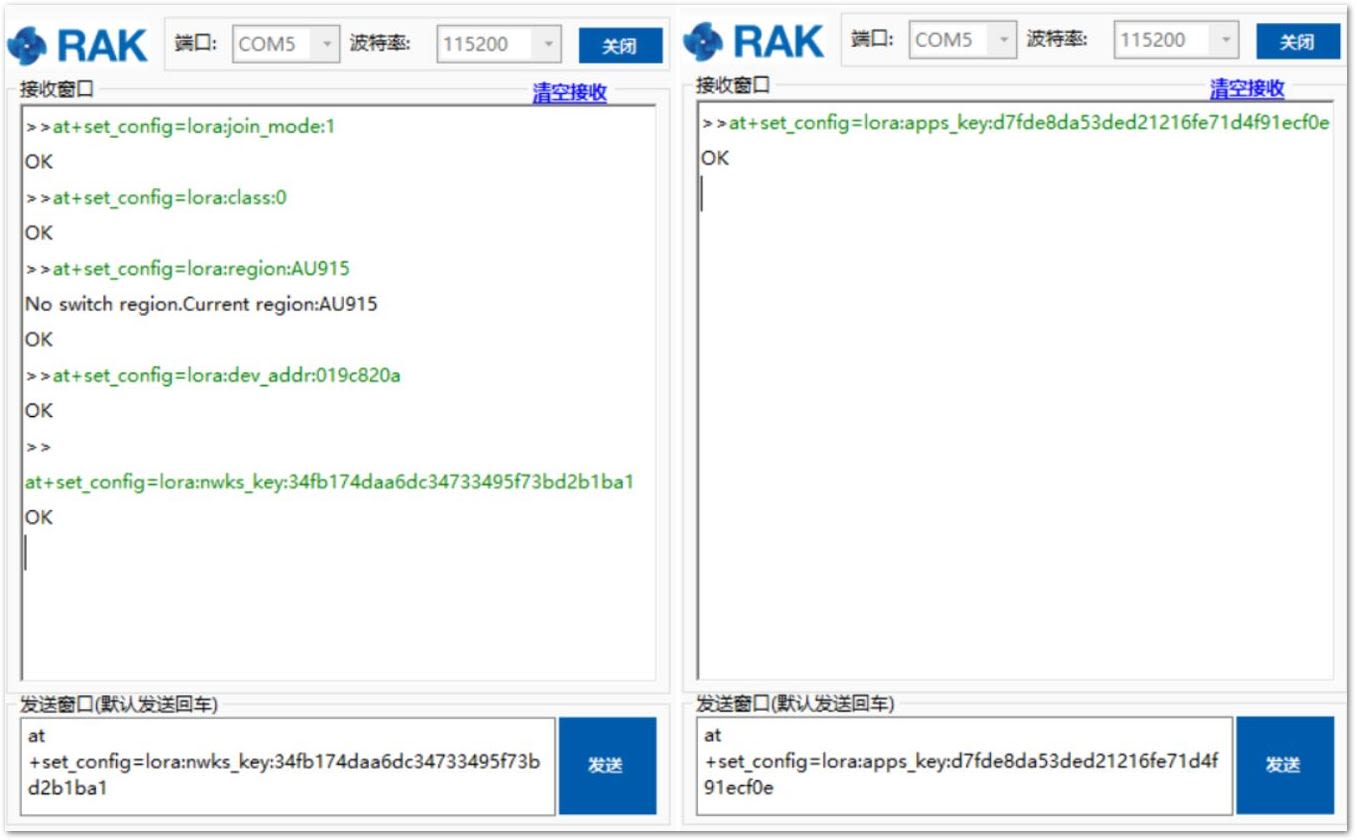 RAK 端口: COM5 波特率: 115200 关闭
接收窗口 清空接收
>>at+set_config=lora:join_mode:1
OK
>>at+set_config=lora:class:0
OK
>>at+set_config=lora:region:AU915
No switch region.Current region:AU915
OK
>>at+set_config=lora:dev_addr:019c820a
OK
>>
at+set_config=lora:nwks_key:34fb174daa6dc34733495f73bd2b1ba1
OK
发送窗口(默认发送回车)
at
+set_config=lora:nwks_key:34fb174daa6dc34733495f73b
d2b1ba1
发送
RAK 端口: COM5 波特率: 115200 关闭
接收窗口 清空接收
>>at+set_config=lora:apps_key:d7fde8da53ded21216fe71d4f91ecf0e
OK
发送窗口(默认发送回车)
at
+set_config=lora:apps_key:d7fde8da53ded21216fe71d4f
91ecf0e
发送